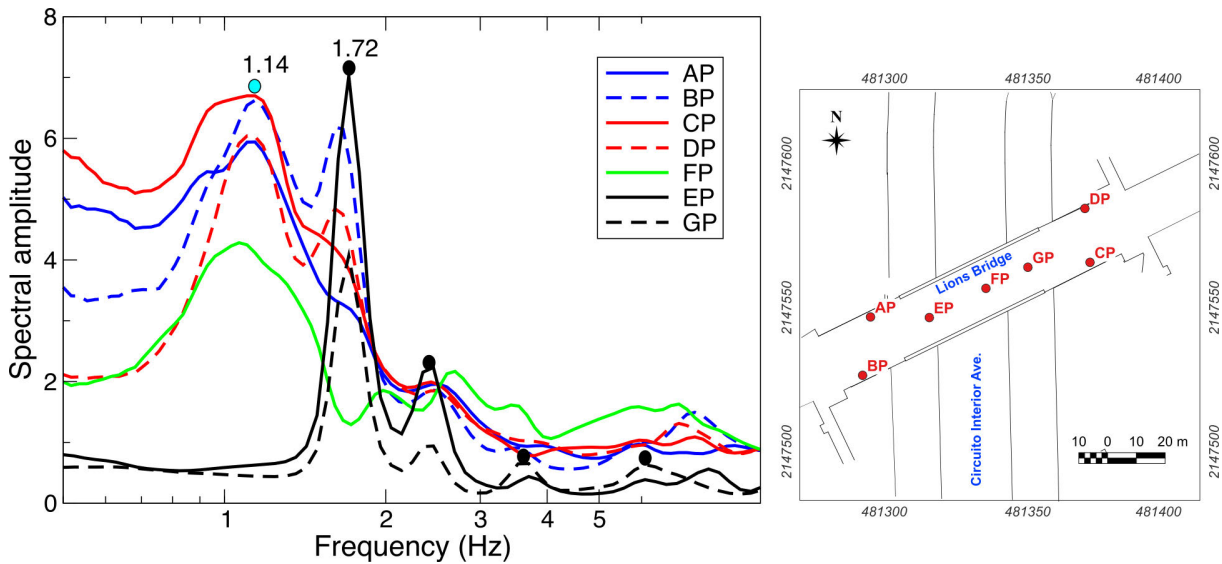 8
6
4
2
0
Spectral amplitude
1.14
1.72
AP
BP
CP
DP
FP
EP
GP
1
2
3
4
5
Frequency (Hz)
481300
481350
481400
2147600
2147550
2147500
2147600
2147550
2147500
N
DP
CP
GP
FP
Lions Bridge
AP
EP
BP
Circuito Interior Ave.
10 0 10 20 m
481300
481350
481400